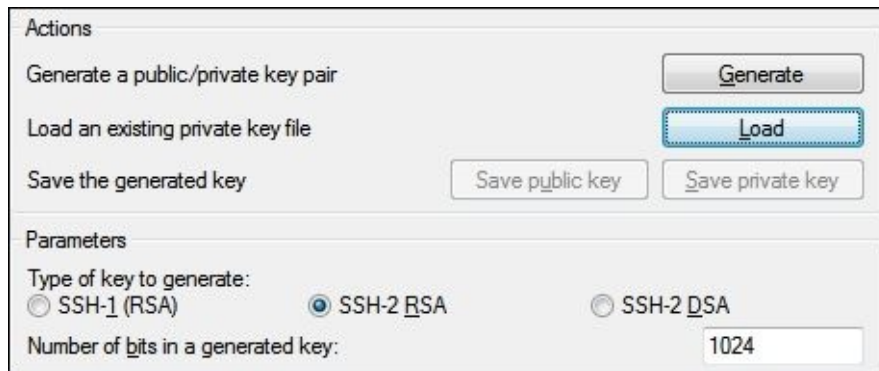 Actions
Generate a public/private key pair Generate
Load an existing private key file Load
Save the generated key Save public key Save private key
Parameters
Type of key to generate:
SSH-1 (RSA) SSH-2 RSA SSH-2 DSA
Number of bits in a generated key: 1024